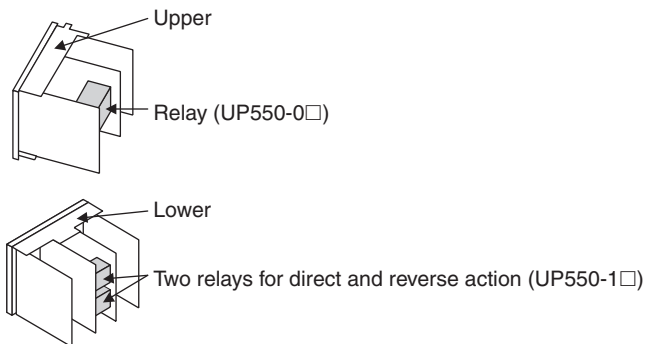 Upper
Relay (UP550-0□)
Lower
Two relays for direct and reverse action (UP550-1□)